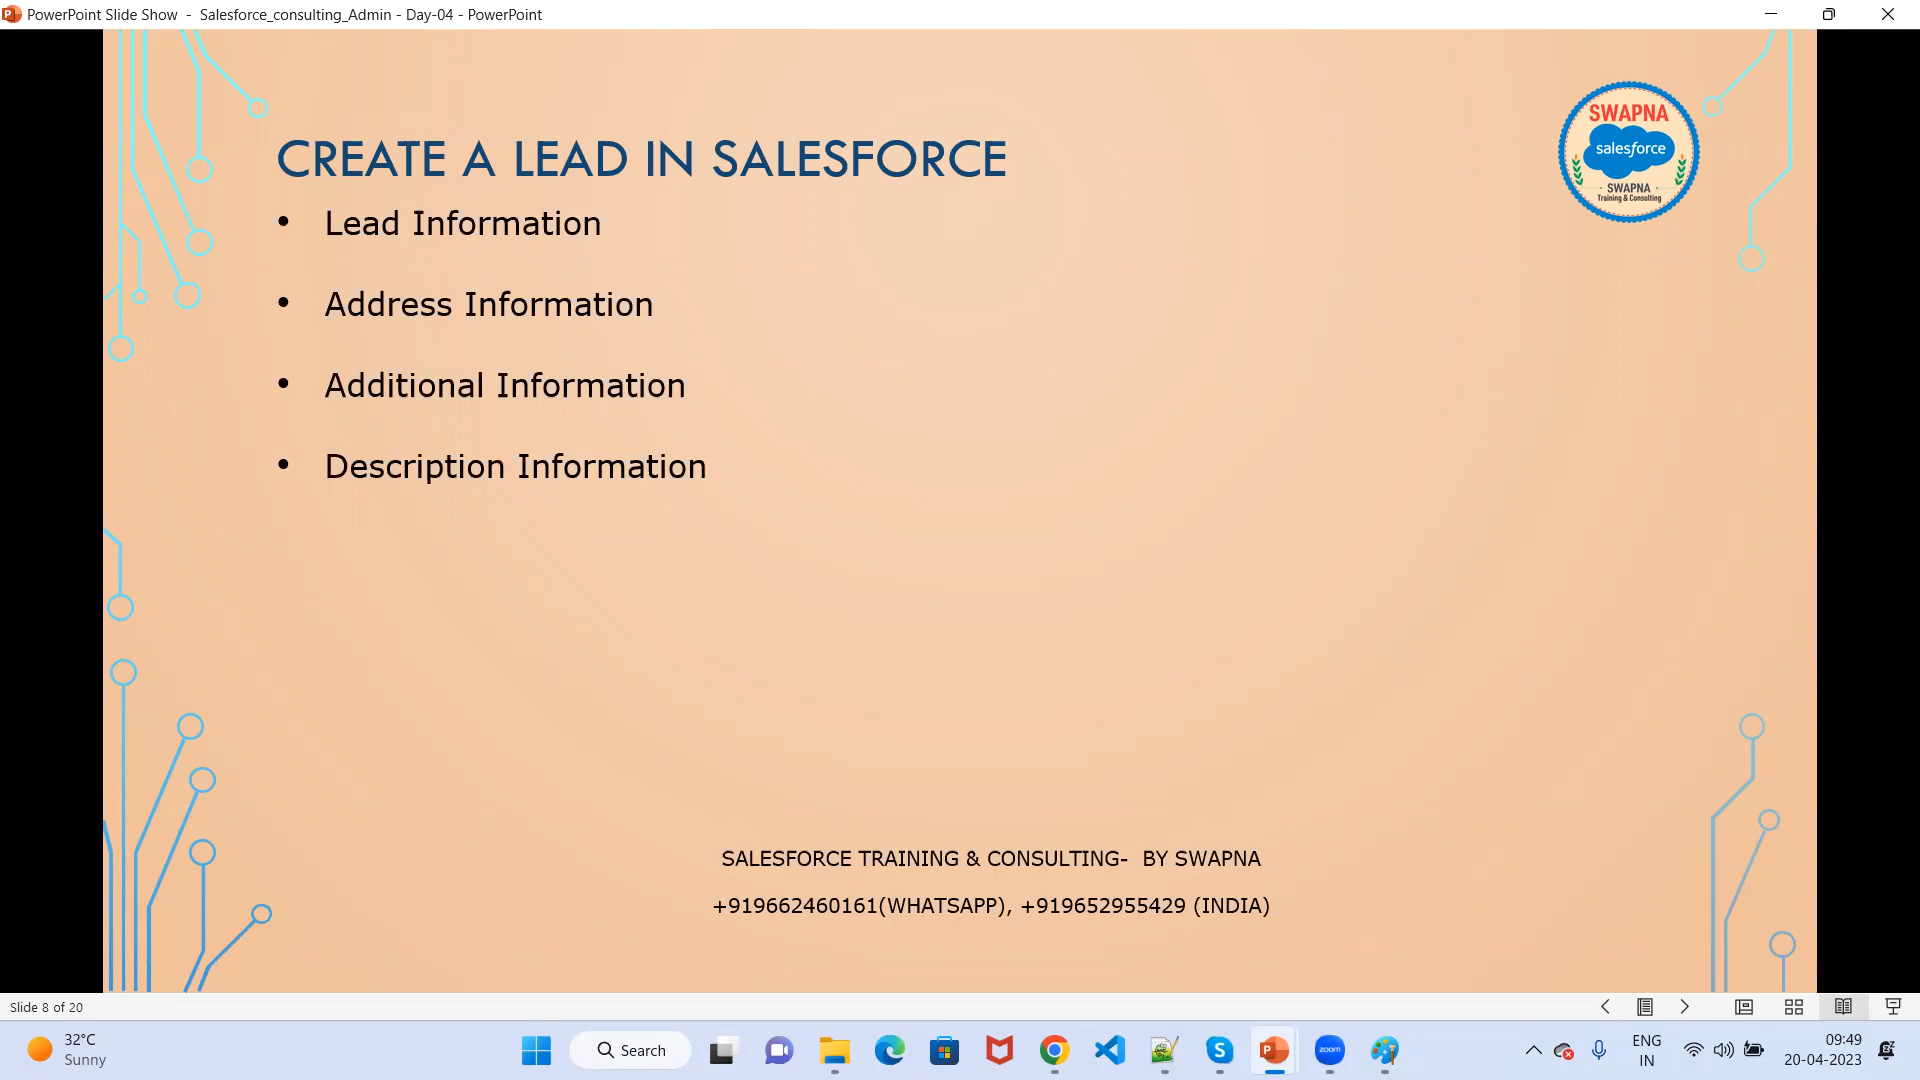 PowerPoint Slide Show - Salesforce_consulting_Admin - Day-04 - PowerPoint
SWAPNA
salesforce
SWAPNA
Training & Consulting
CREATE A LEAD IN SALESFORCE
• Lead Information
• Address Information
• Additional Information
• Description Information
SALESFORCE TRAINING & CONSULTING- BY SWAPNA
+919662460161(WHATSAPP), +919652955429 (INDIA)
Slide 8 of 20
32°C
Sunny
Search
zoom
ENG
IN
09:49
20-04-2023